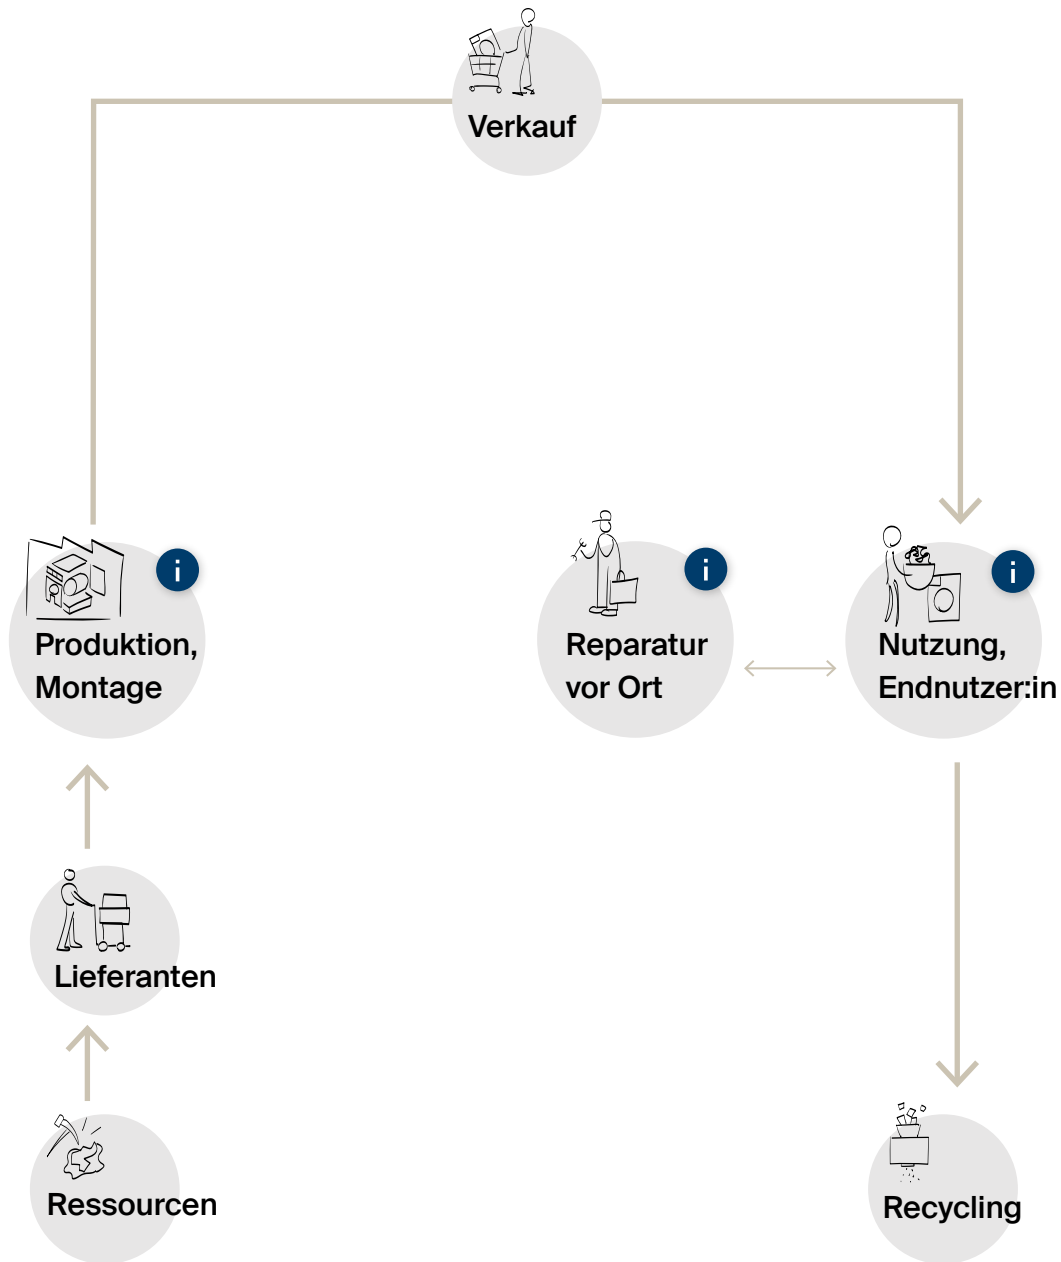 Verkauf
i
Produktion,
Montage
i
Reparatur
vor Ort
i
Nutzung,
Endnutzer:in
Lieferanten
Ressourcen
Recycling